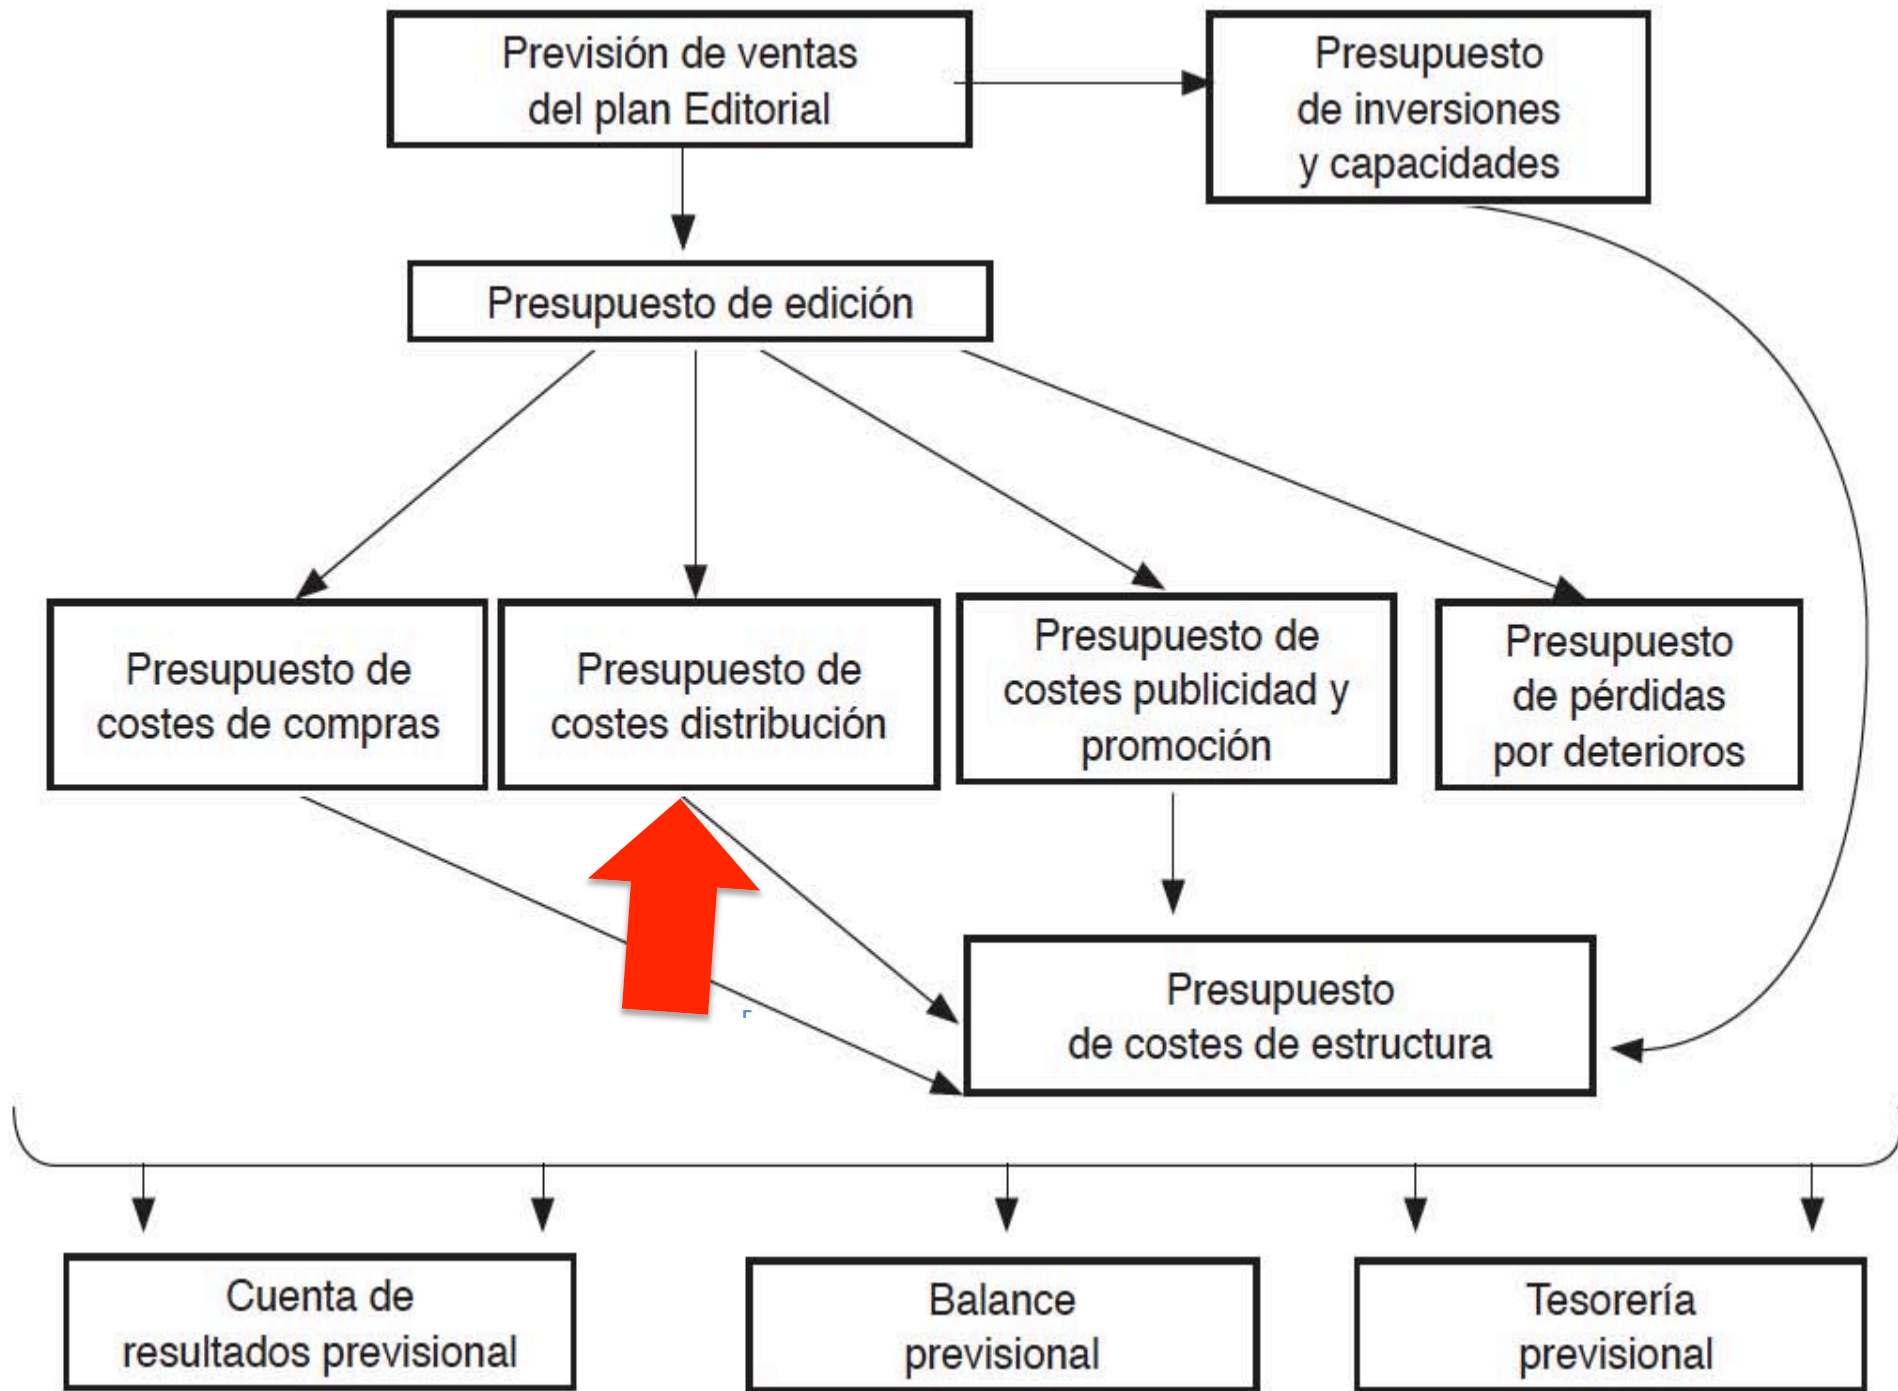 Previsión de ventas
del plan Editorial
Presupuesto
de inversiones
y capacidades
Presupuesto de edición
Presupuesto de
costes de compras
Presupuesto de
costes distribución
Presupuesto de
costes publicidad y
promoción
Presupuesto
de pérdidas
por deterioros
Presupuesto
de costes de estructura
Cuenta de
resultados previsional
Balance
previsional
Tesorería
previsional